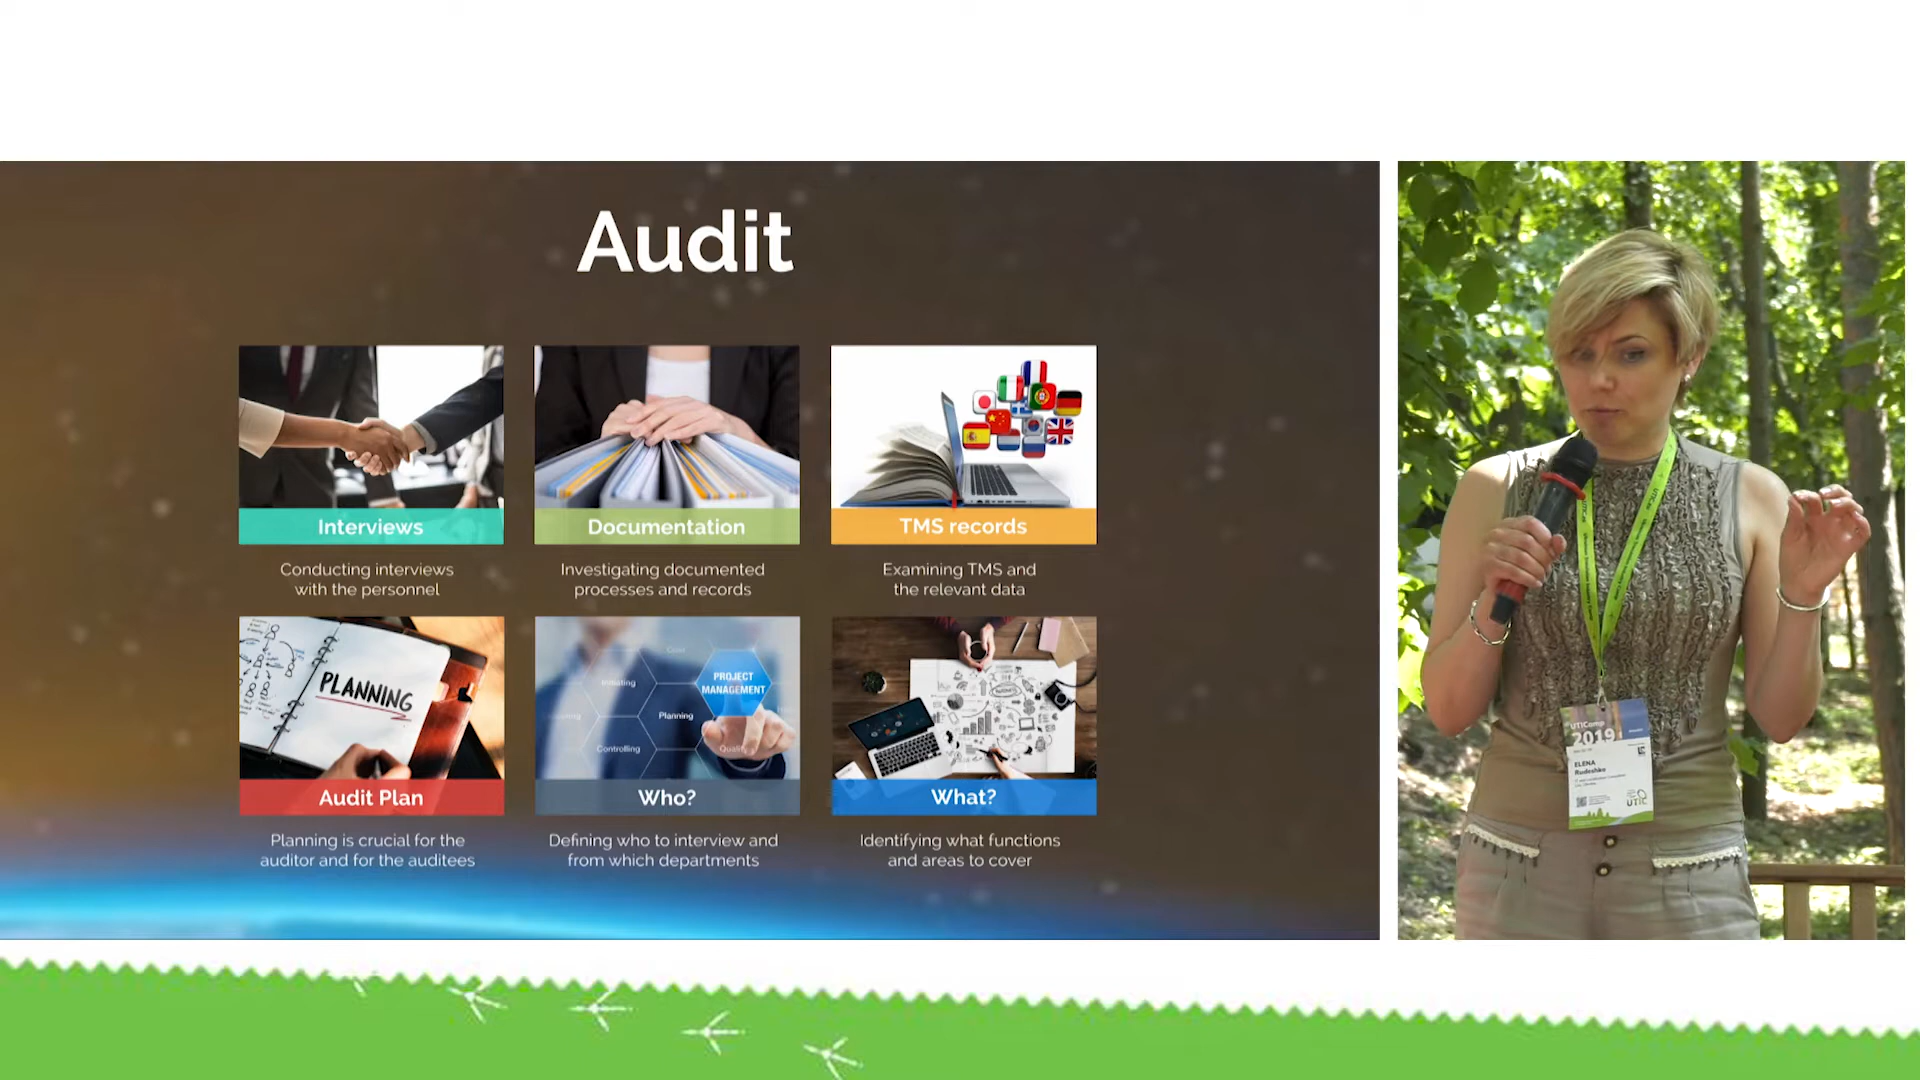 Audit
Interviews
Documentation
TMS records
Conducting interviews
with the personnel
Investigating documented
processes and records
Examining TMS and
the relevant data
PLANNING
Initiating
Planning
Controlling
Quality
PROJECT
MANAGEMENT
Audit Plan
Who?
What?
Planning is crucial for the
auditor and for the auditees
Defining who to interview and
from which departments
Identifying what functions
and areas to cover
UTICamp
2019
ELENA
Rudeshko
UTIC